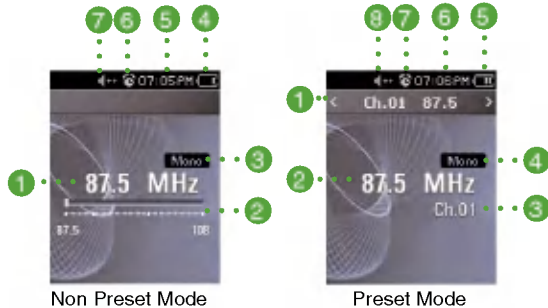 7 6 5 4
07:05PM
Mono 3
1 87.5 MHz
2
87.5 108
Non Preset Mode
8 7 6 5
07:06PM
1 < Ch.01 87.5 >
Mono 4
2 87.5 MHz
Ch.01 3
Preset Mode